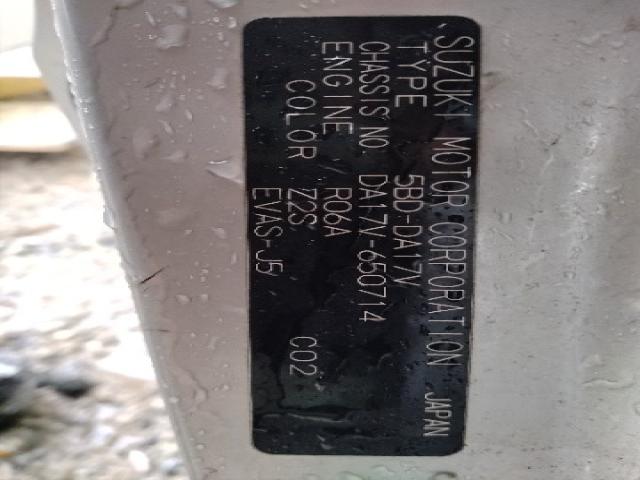 SUZUKI MOTOR CORPORATION JAPAN
TYPE 5BD-DA17V
CHASSIS NO DA17V-650714
ENGINE R06A
COLOR Z2S C02
EVAS-J5